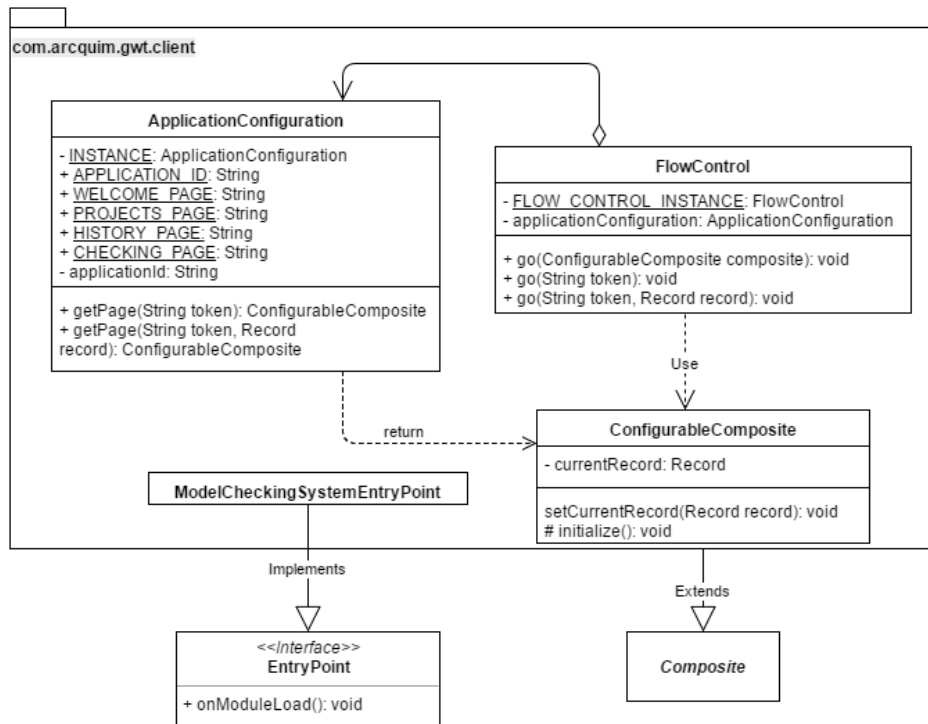 com.arcquim.gwt.client
ApplicationConfiguration
- INSTANCE: ApplicationConfiguration
+ APPLICATION_ID: String
+ WELCOME_PAGE: String
+ PROJECTS_PAGE: String
+ HISTORY_PAGE: String
+ CHECKING_PAGE: String
- applicationId: String
+ getPage(String token): ConfigurableComposite
+ getPage(String token, Record
record): ConfigurableComposite
FlowControl
- FLOW_CONTROL_INSTANCE: FlowControl
- applicationConfiguration: ApplicationConfiguration
+ go(ConfigurableComposite composite): void
+ go(String token): void
+ go(String token, Record record): void
Use
return
ConfigurableComposite
- currentRecord: Record
setCurrentRecord(Record record): void
# initialize(): void
ModelCheckingSystemEntryPoint
Implements
Extends
<<Interface>>
EntryPoint
+ onModuleLoad(): void
Composite